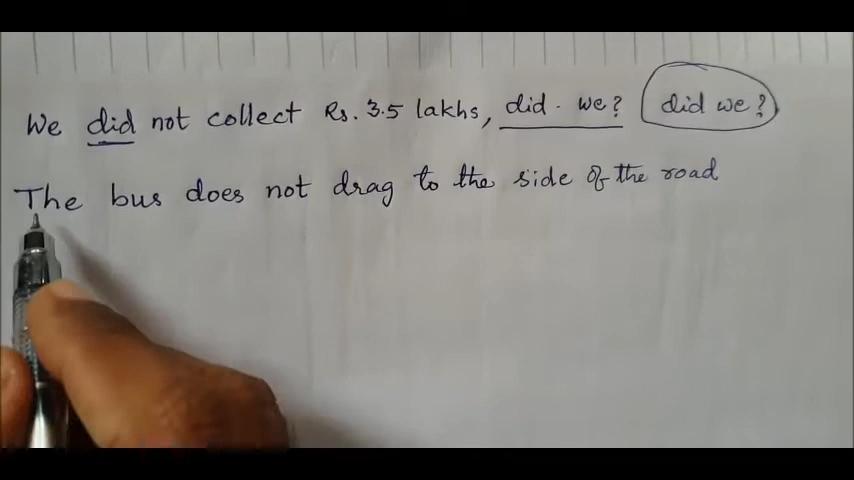 We did not collect Rs. 3.5 lakhs, did we? did we?
The bus does not drag to the side of the road